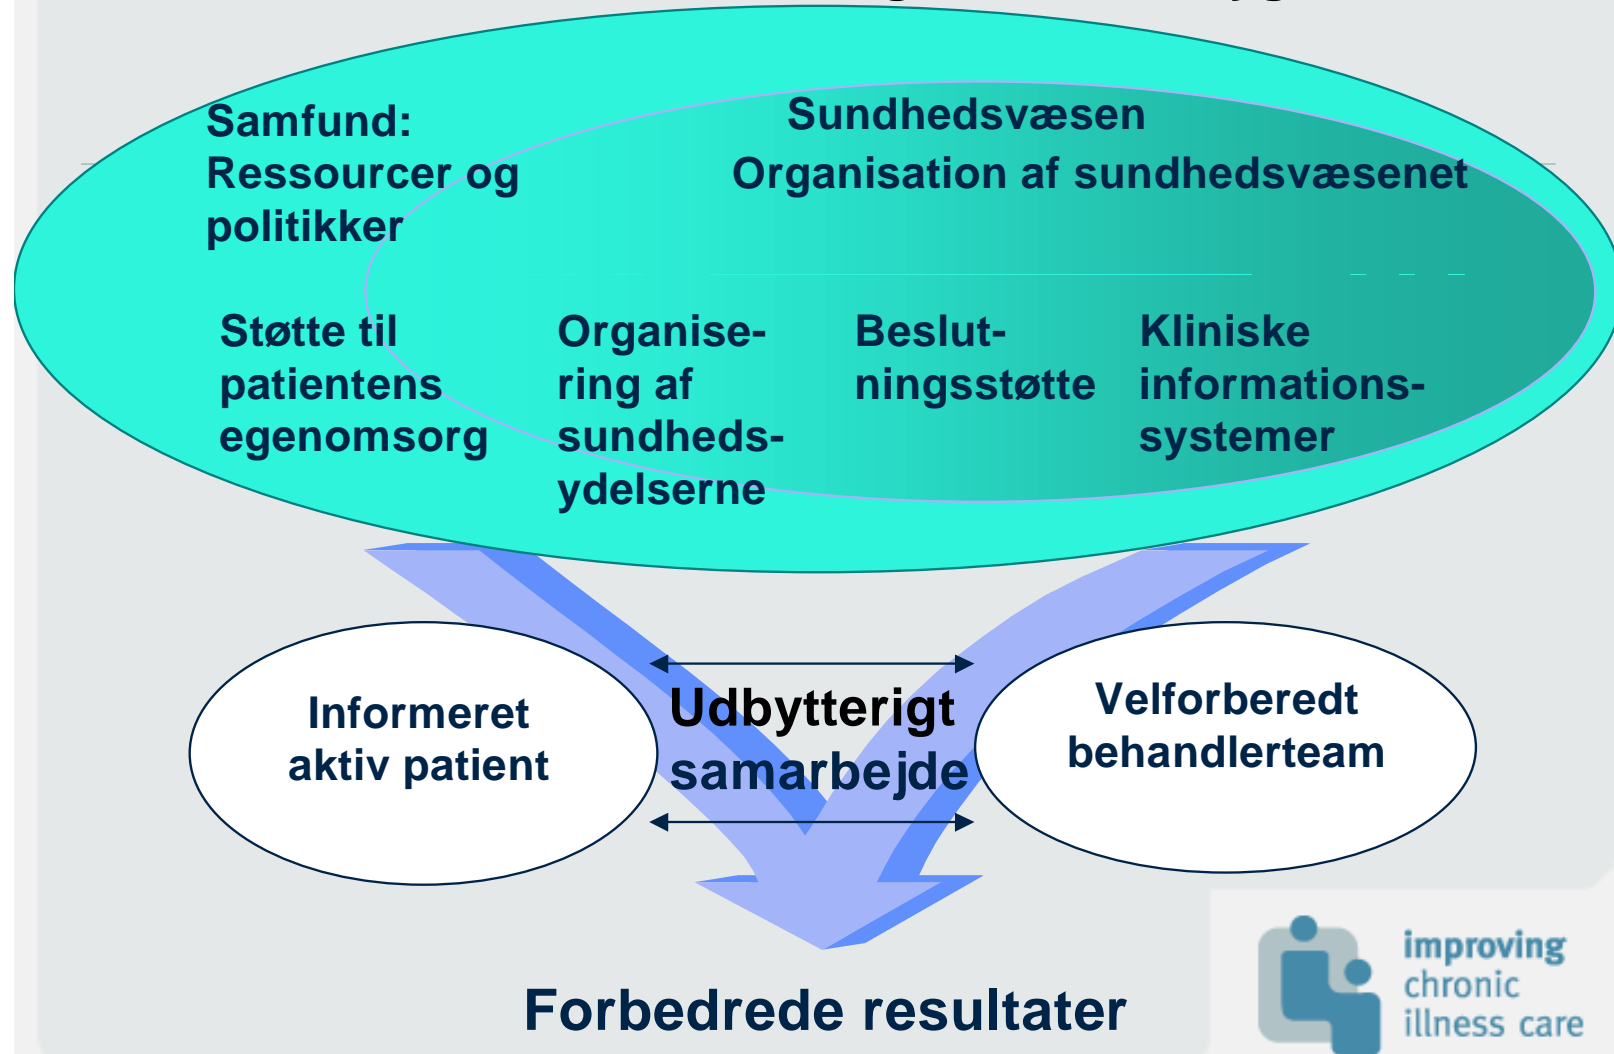 Samfund:
Ressourcer og
politikker
Sundhedsvæsen
Organisation af sundhedsvæsenet
Støtte til
patientens
egenomsorg
Organise-
ring af
sundheds-
ydelserne
Beslut-
ningsstøtte
Kliniske
informations-
systemer
Informeret
aktiv patient
Udbytterigt
samarbejde
Velforberedt
behandlerteam
Forbedrede resultater
improving
chronic
illness care